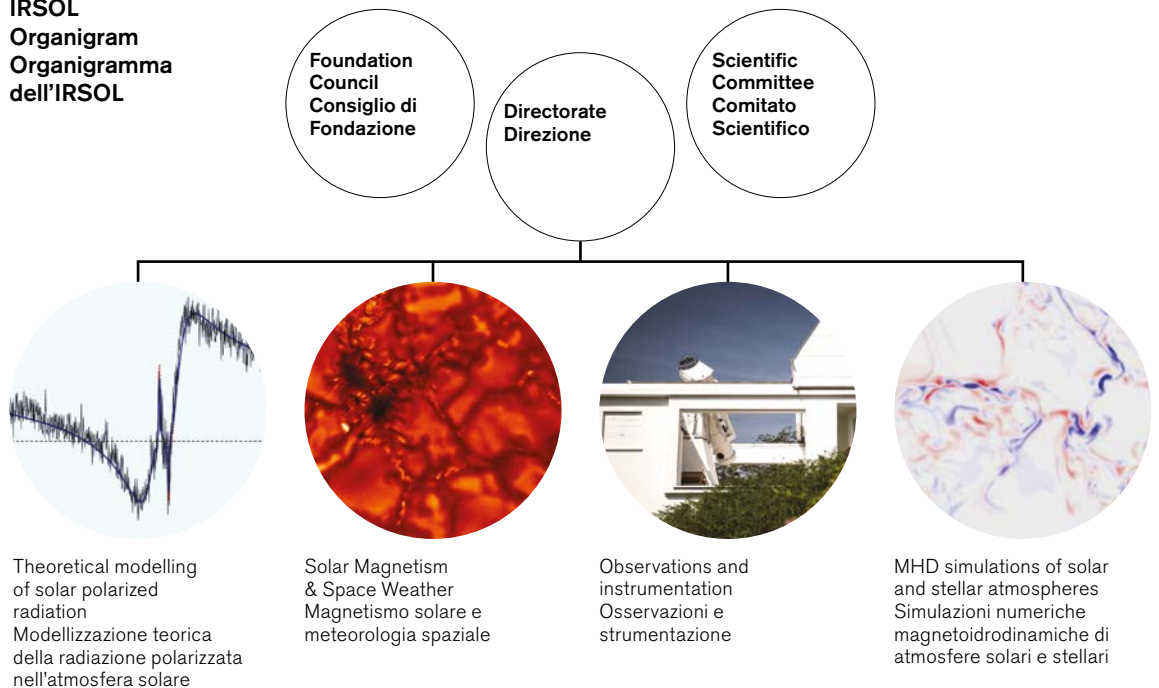 IRSOL
Organigram
Organigramma
dell'IRSOL
Foundation
Council
Consiglio di
Fondazione
Directorate
Direzione
Scientific
Committee
Comitato
Scientifico
Theoretical modelling
of solar polarized
radiation
Modellizzazione teorica
della radiazione polarizzata
nell'atmosfera solare
Solar Magnetism
& Space Weather
Magnetismo solare e
meteorologia spaziale
Observations and
instrumentation
Osservazioni e
strumentazione
MHD simulations of solar
and stellar atmospheres
Simulazioni numeriche
magnetoidrodinamiche di
atmosfere solari e stellari